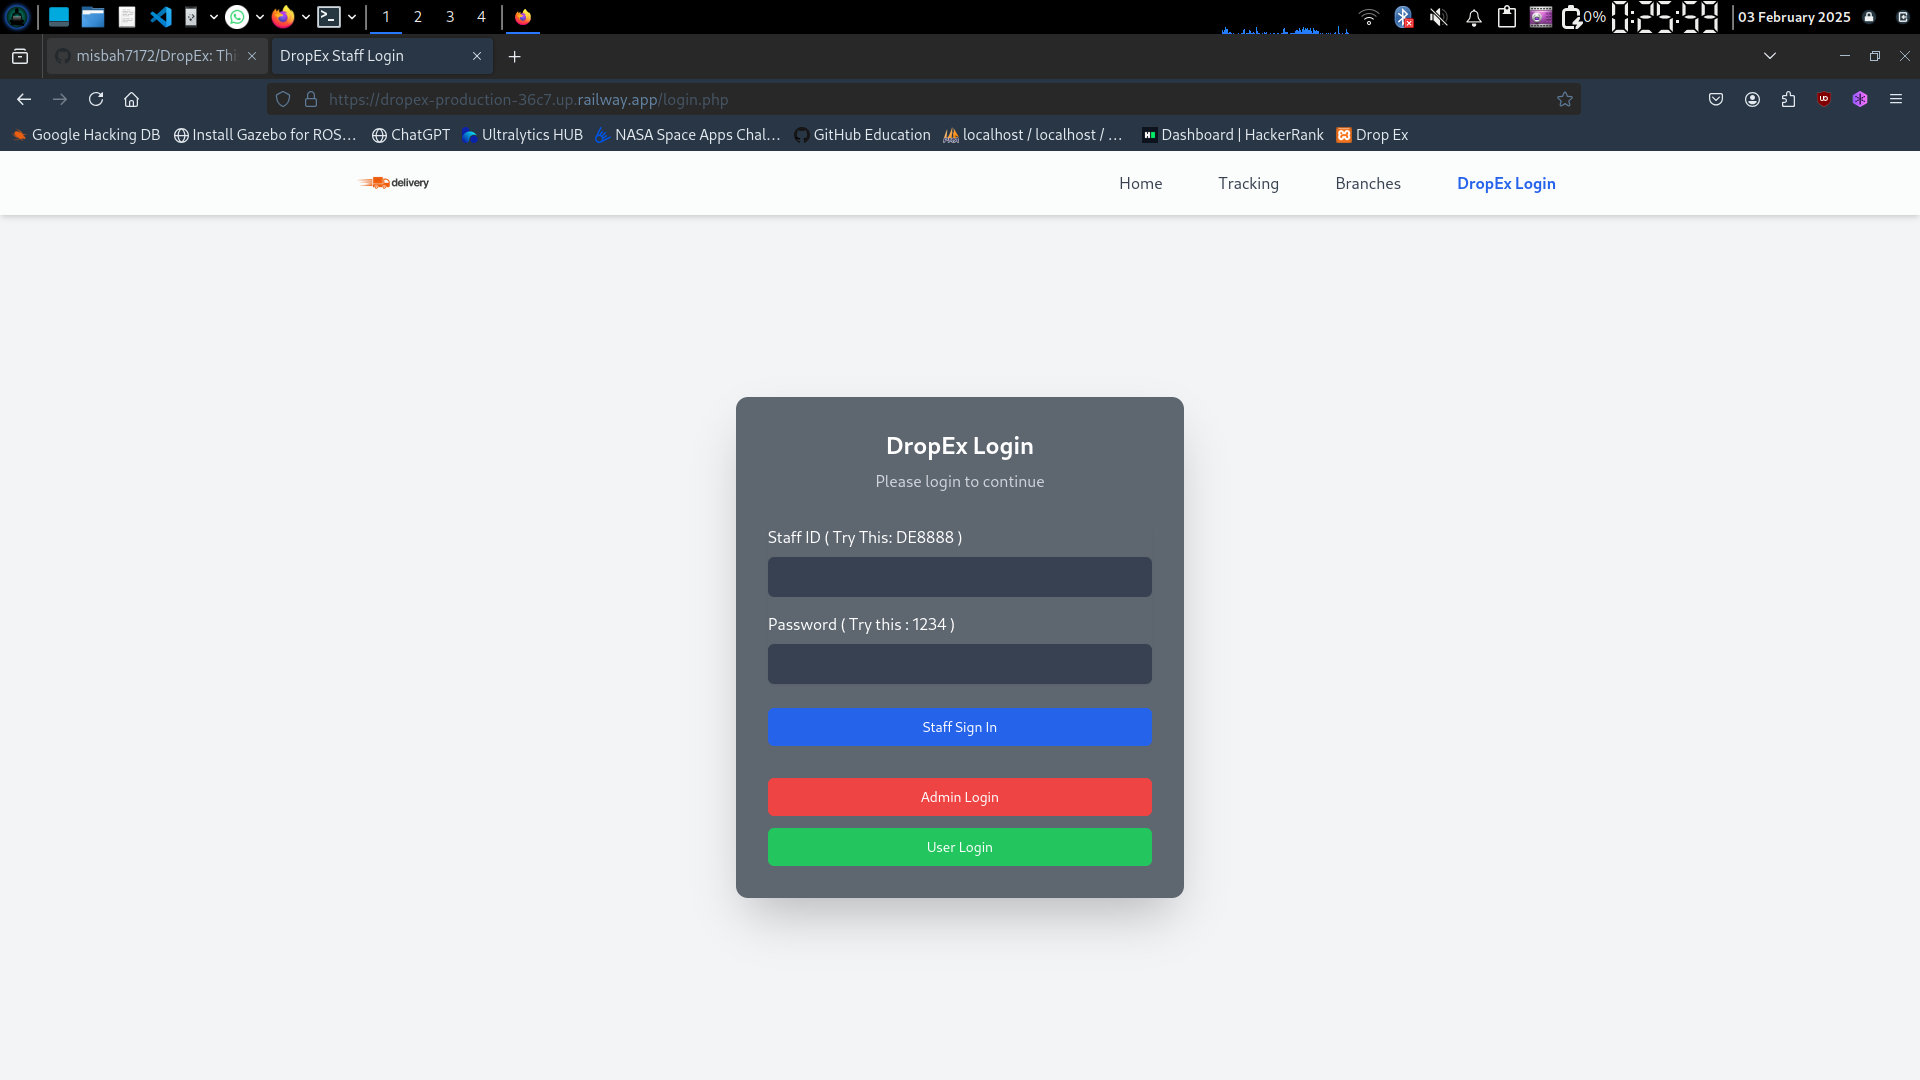 1 2 3 4 0% 0:25:59 03 February 2025
misbah7172/DropEx: Thi
DropEx Staff Login
https://dropex-production-36c7.up.railway.app/login.php
Google Hacking DB Install Gazebo for ROS... ChatGPT Ultralytics HUB NASA Space Apps Chal... GitHub Education localhost / localhost / ... Dashboard | HackerRank Drop Ex
delivery Home Tracking Branches DropEx Login
DropEx Login
Please login to continue
Staff ID ( Try This: DE8888 )
Password ( Try this : 1234 )
Staff Sign In
Admin Login
User Login